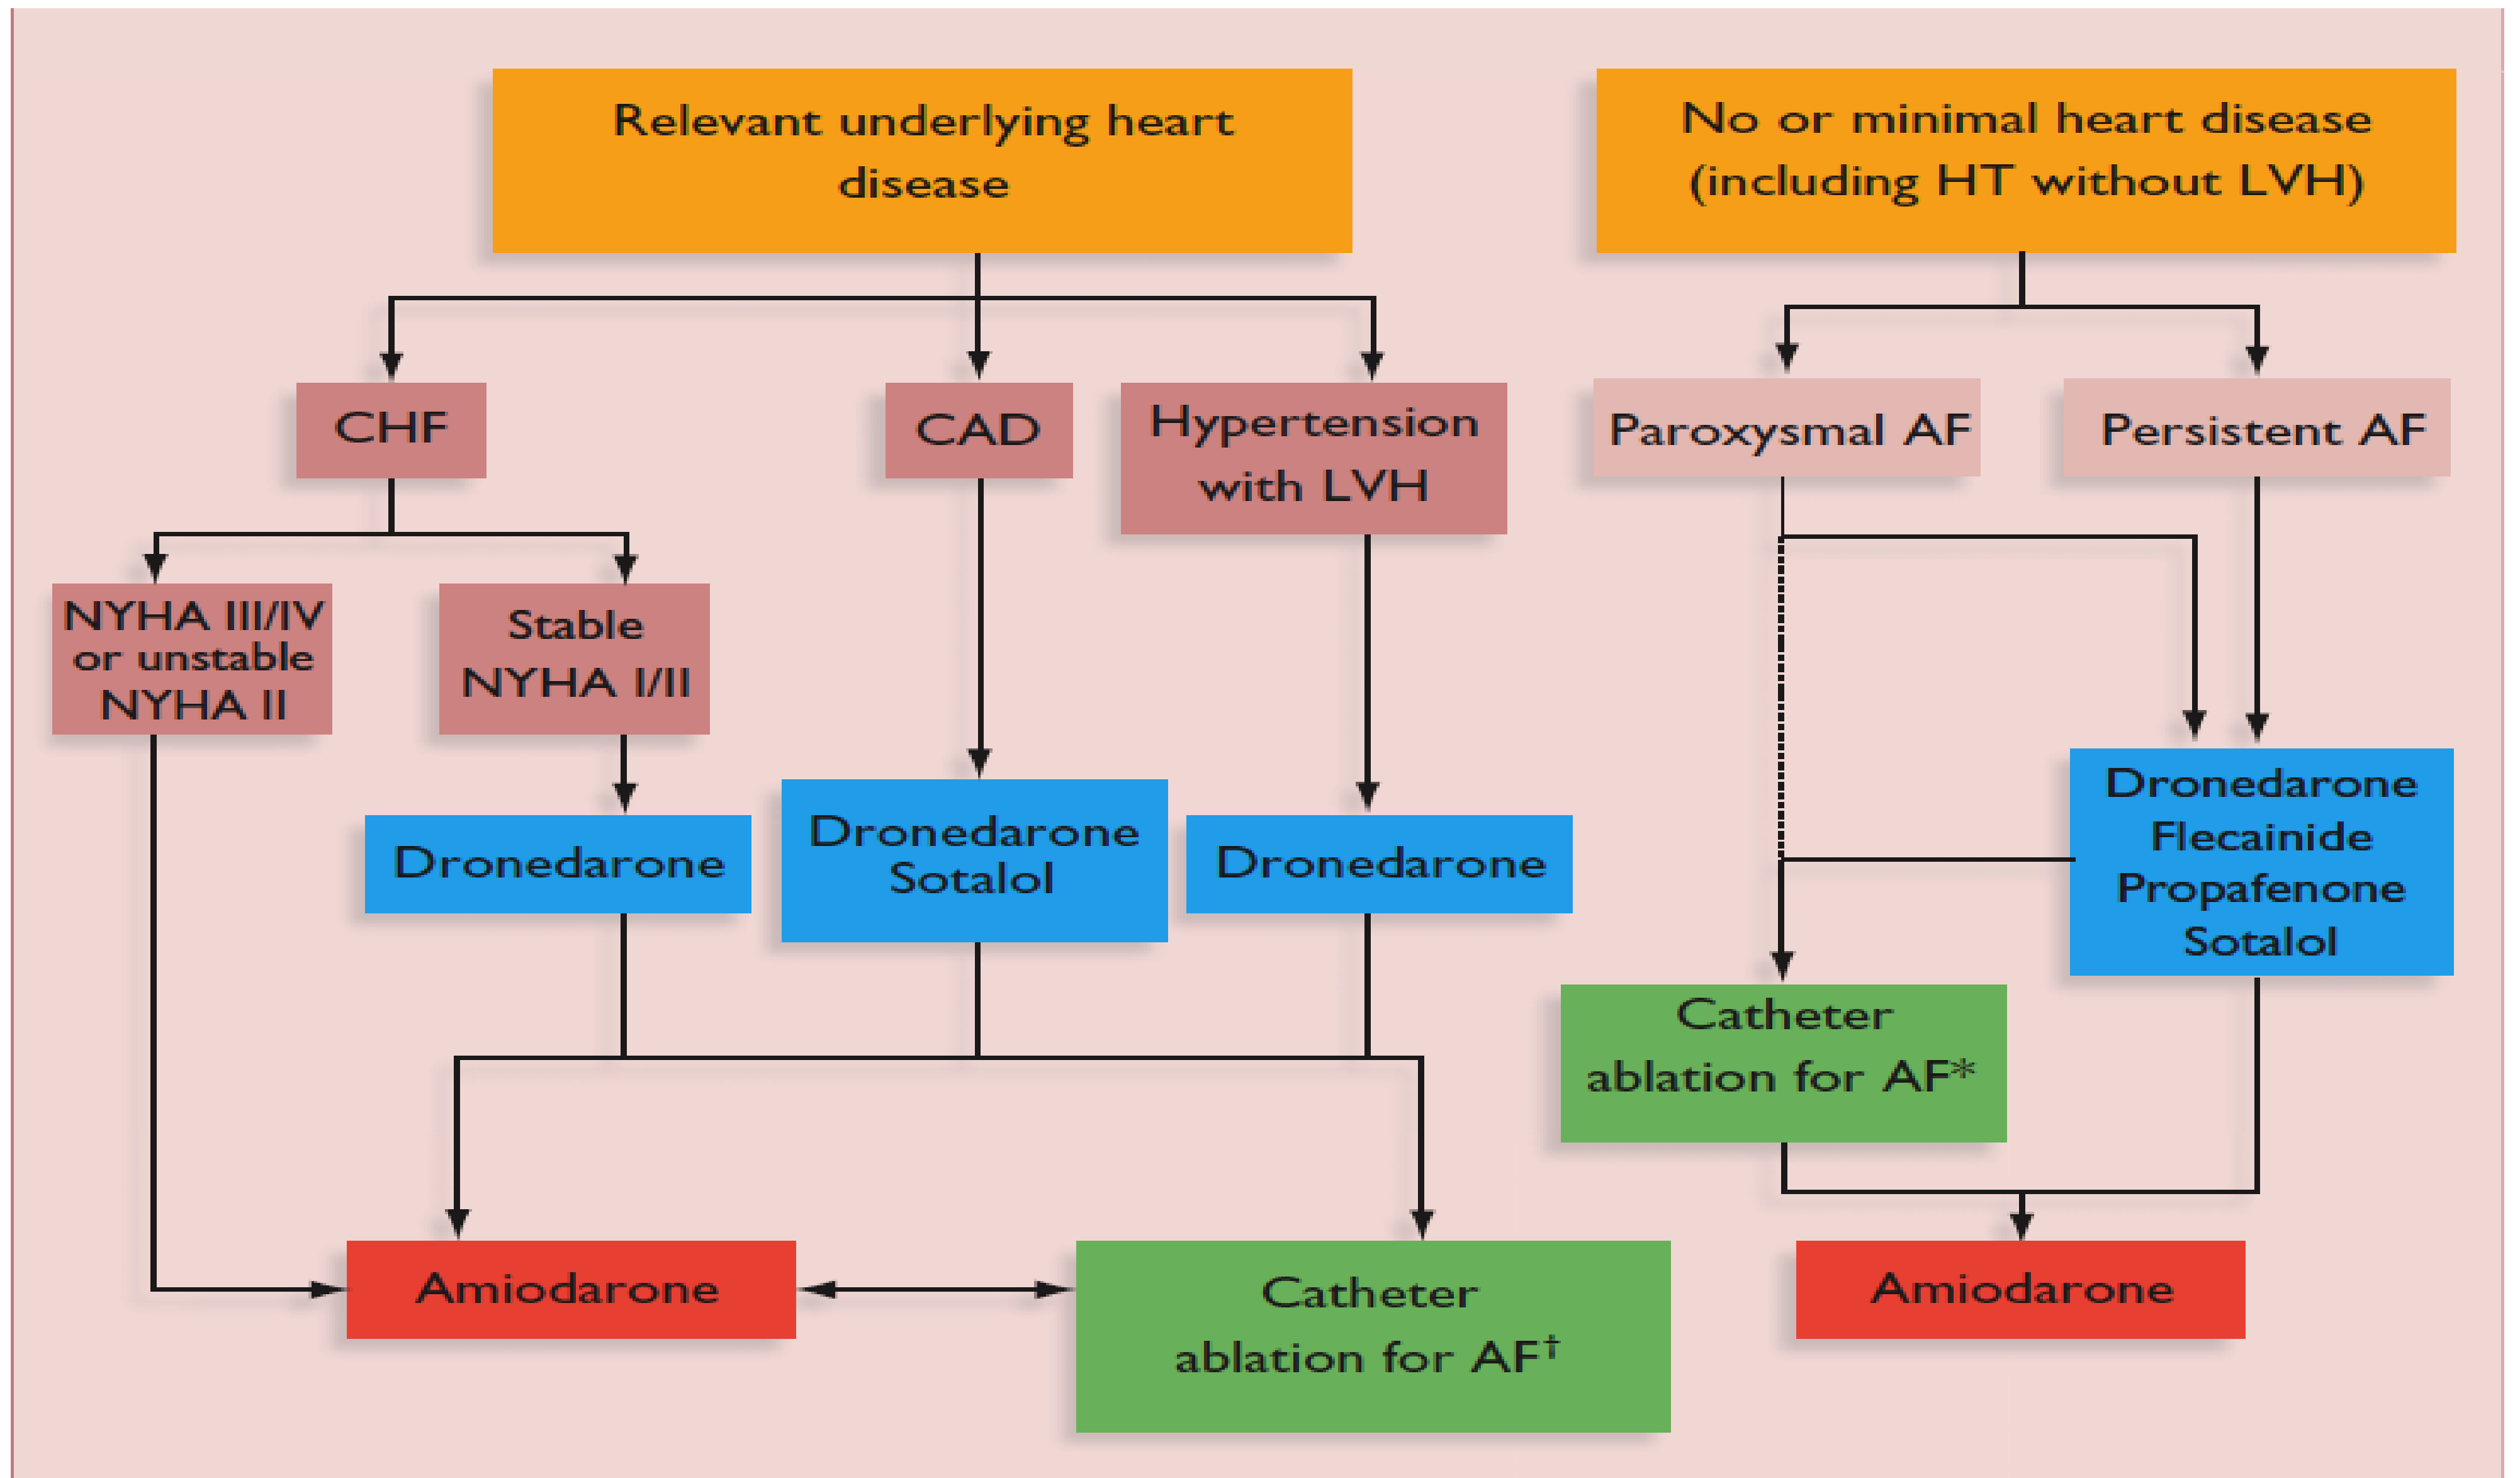 Relevant underlying heart
disease
No or minimal heart disease
(including HT without LVH)
CHF
CAD
Hypertension
with LVH
Paroxysmal AF
Persistent AF
NYHA III/IV
or unstable
NYHA II
Stable
NYHA I/II
Dronedarone
Dronedarone
Sotalol
Dronedarone
Dronedarone
Flecainide
Propafenone
Sotalol
Catheter
ablation for AF*
Amiodarone
Catheter
ablation for AF†
Amiodarone